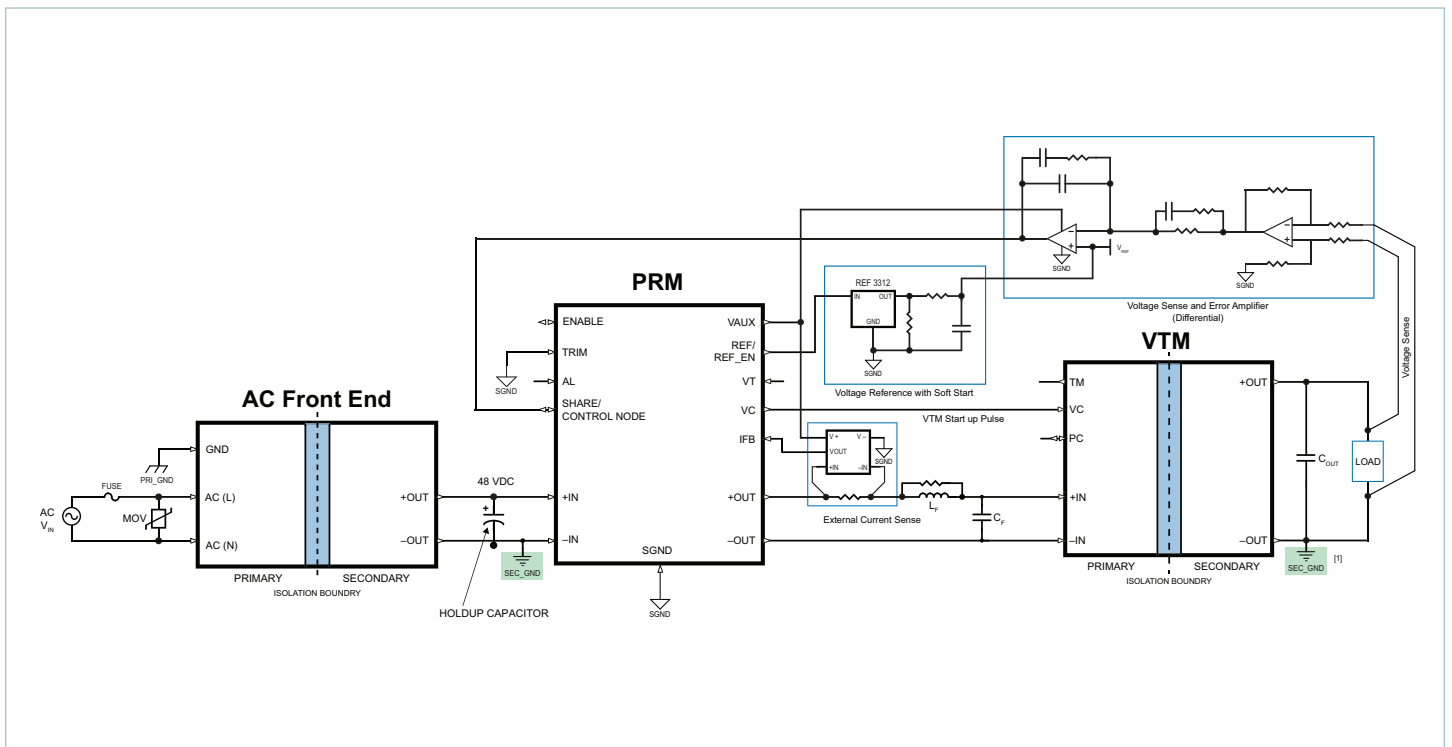 AC Front End
GND
PRI_GND
FUSE
AC (L)
MOV
AC
VIN
AC (N)
+OUT
–OUT
PRIMARY
SECONDARY
ISOLATION BOUNDRY
48 VDC
+
HOLDUP CAPACITOR
SEC_GND
PRM
ENABLE
TRIM
SGND
AL
SHARE/
CONTROL NODE
+IN
–IN
SGND
SGND
VAUX
REF/
REF_EN
VT
VC
IFB
+OUT
–OUT
REF 3312
IN
OUT
GND
SGND
Voltage Reference with Soft Start
VTM Start up Pulse
V +
V –
VOUT
SGND
+IN
–IN
External Current Sense
LF
CF
–
+
SGND
VREF
–
+
SGND
Voltage Sense and Error Amplifier
(Differential)
Voltage Sense
VTM
TM
VC
PC
+IN
–IN
+OUT
–OUT
PRIMARY
SECONDARY
ISOLATION BOUNDRY
COUT
LOAD
SEC_GND
[1]